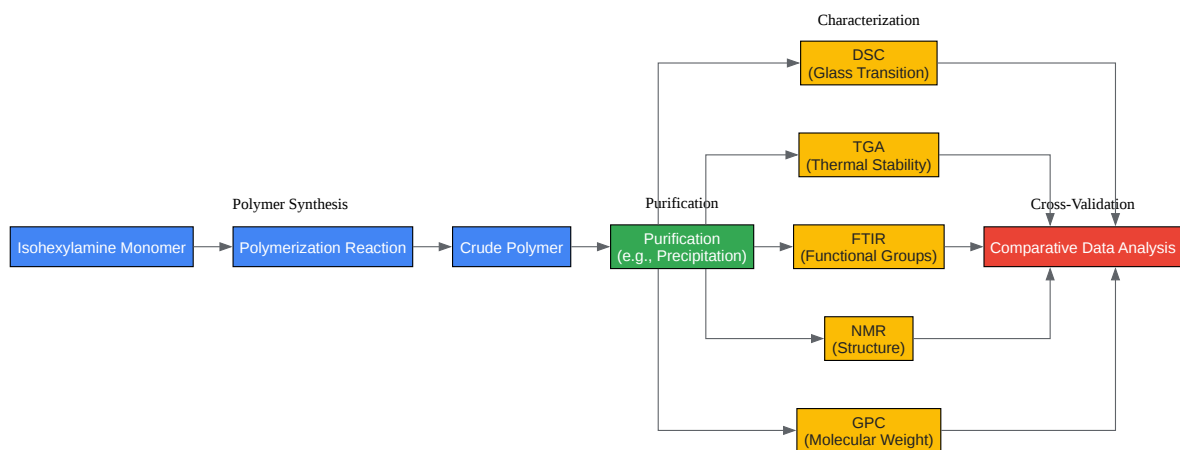 Characterization
DSC
(Glass Transition)
TGA
(Thermal Stability)
Polymer Synthesis
Purification
Cross-Validation
Isohexylamine Monomer
Polymerization Reaction
Crude Polymer
Purification
(e.g., Precipitation)
FTIR
(Functional Groups)
Comparative Data Analysis
NMR
(Structure)
GPC
(Molecular Weight)